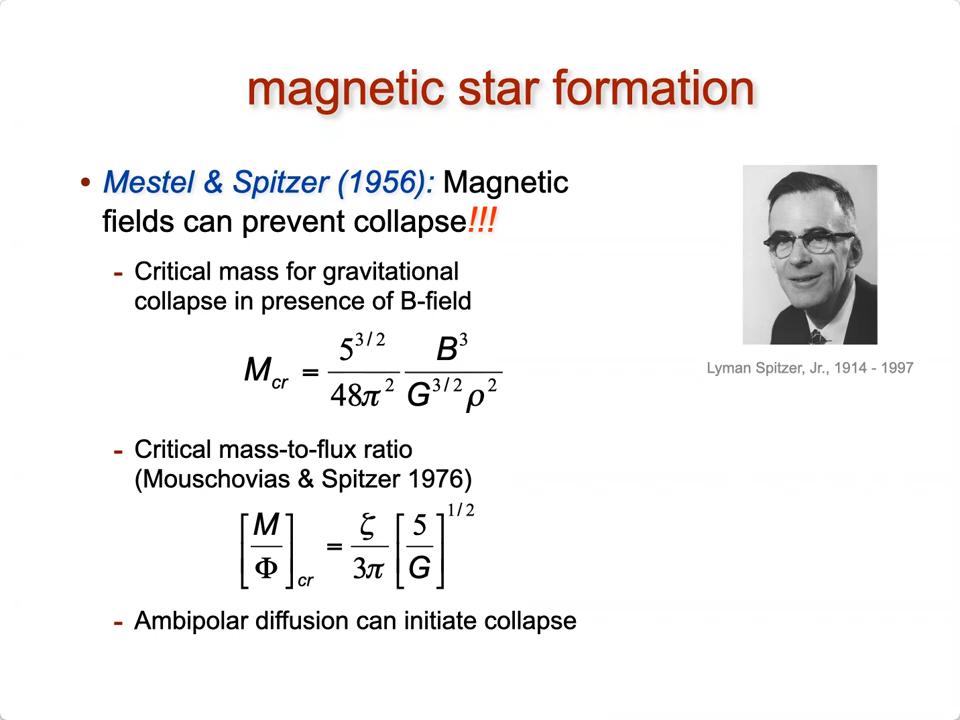 magnetic star formation
• Mestel & Spitzer (1956): Magnetic
fields can prevent collapse!!!
- Critical mass for gravitational
collapse in presence of B-field
M_cr = 5^{3/2} / 48π^2 B^3 / G^{3/2} ρ^2
Lyman Spitzer, Jr., 1914 - 1997
- Critical mass-to-flux ratio
(Mouschovias & Spitzer 1976)
[M / Φ]_cr = ζ / 3π [5 / G]^{1/2}
- Ambipolar diffusion can initiate collapse